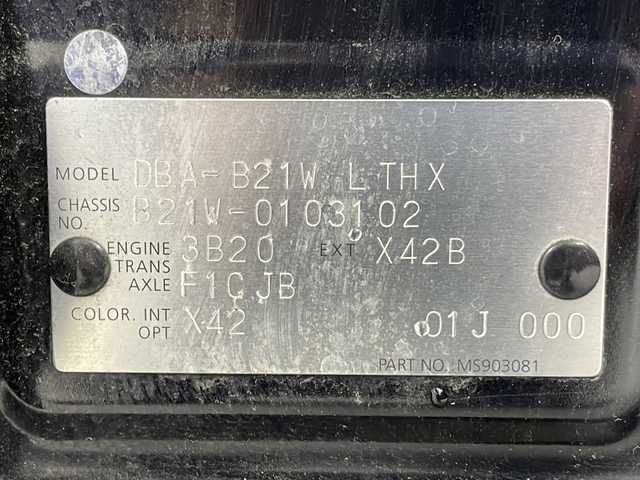 MODEL DBA-B21W LTHX
CHASSIS NO. B21W-0103102
ENGINE 3B20 EXT X42B
TRANS AXLE F1CJB
COLOR. INT OPT X42 01J 000
PART NO. MS903081